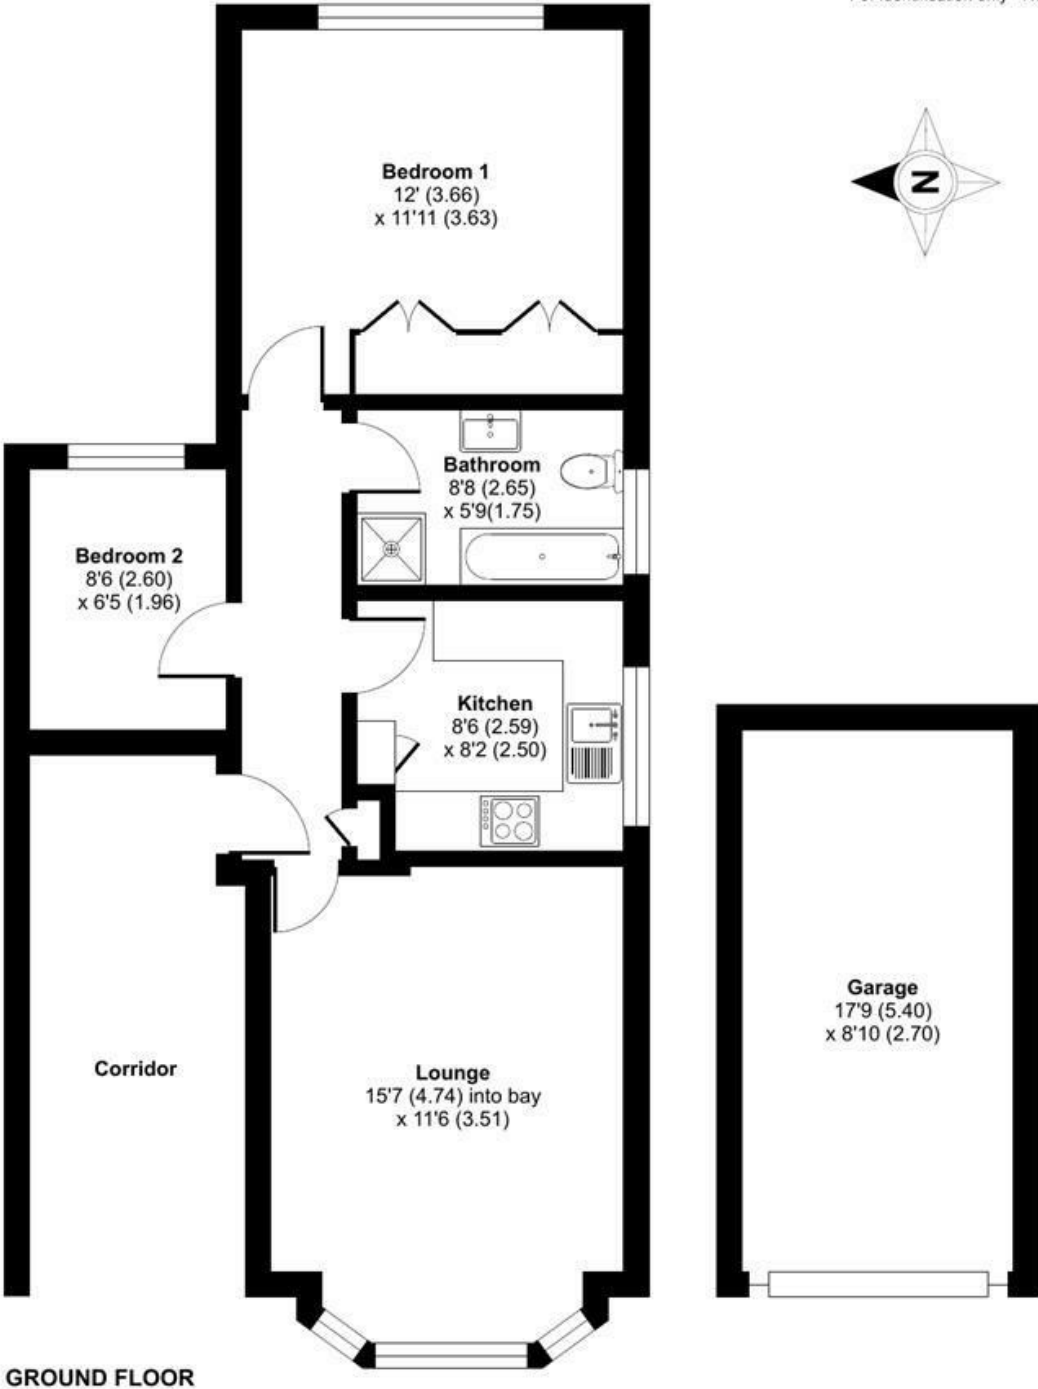 Bedroom 1
12' (3.66)
x 11'11 (3.63)
N
Bathroom
8'8 (2.65)
x 5'9(1.75)
Bedroom 2
8'6 (2.60)
x 6'5 (1.96)
Kitchen
8'6 (2.59)
x 8'2 (2.50)
Garage
17'9 (5.40)
x 8'10 (2.70)
Corridor
Lounge
15'7 (4.74) into bay
x 11'6 (3.51)
GROUND FLOOR